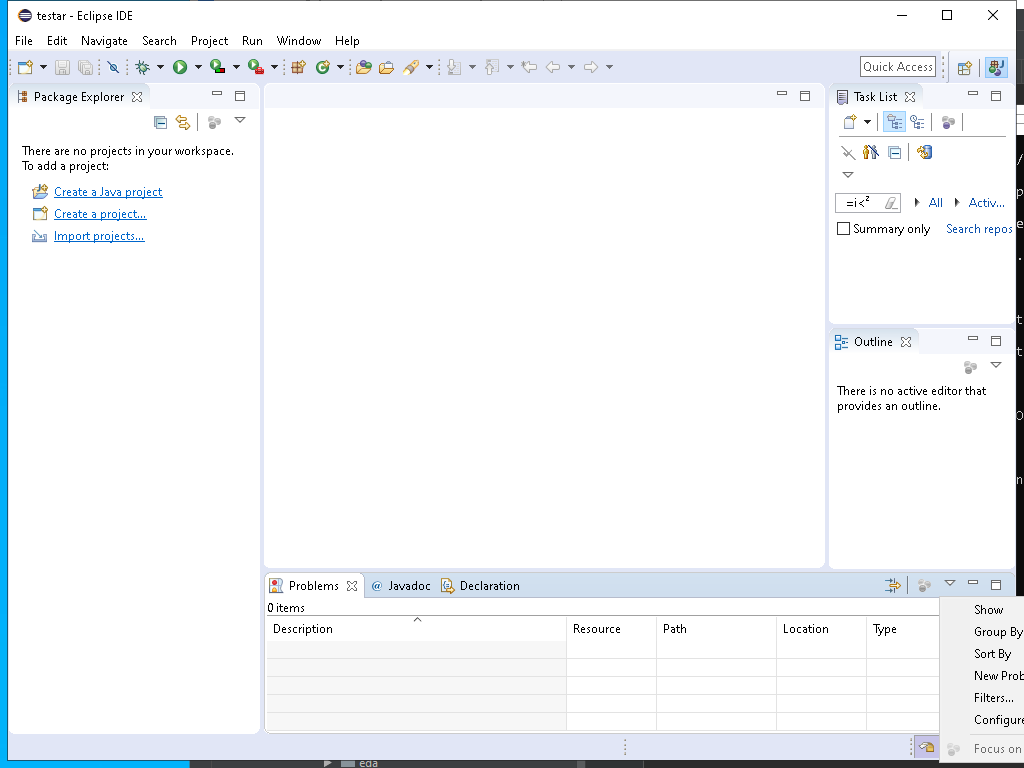 testar - Eclipse IDE
File Edit Navigate Search Project Run Window Help
Quick Access
Package Explorer
There are no projects in your workspace.
To add a project:
Create a Java project
Create a project...
Import projects...
Task List
=i<²
All
Activ...
Summary only
Search repos
Outline
There is no active editor that
provides an outline.
Problems
@ Javadoc
Declaration
0 items
Description Resource Path Location Type
Show
Group By
Sort By
New Prob
Filters...
Configure
Focus on
eda